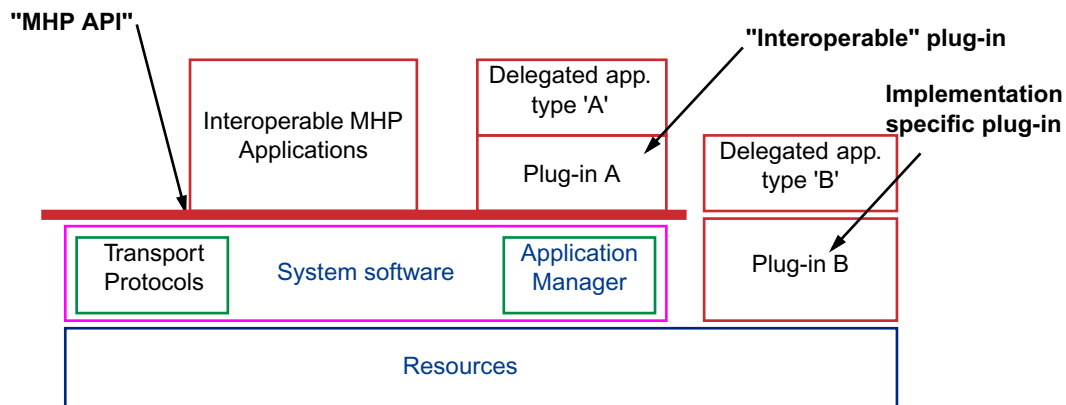 "MHP API"
"Interoperable" plug-in
Delegated app.
type 'A'
Implementation
specific plug-in
Interoperable MHP
Applications
Plug-in A
Delegated app.
type 'B'
Transport
Protocols
System software
Application
Manager
Plug-in B
Resources